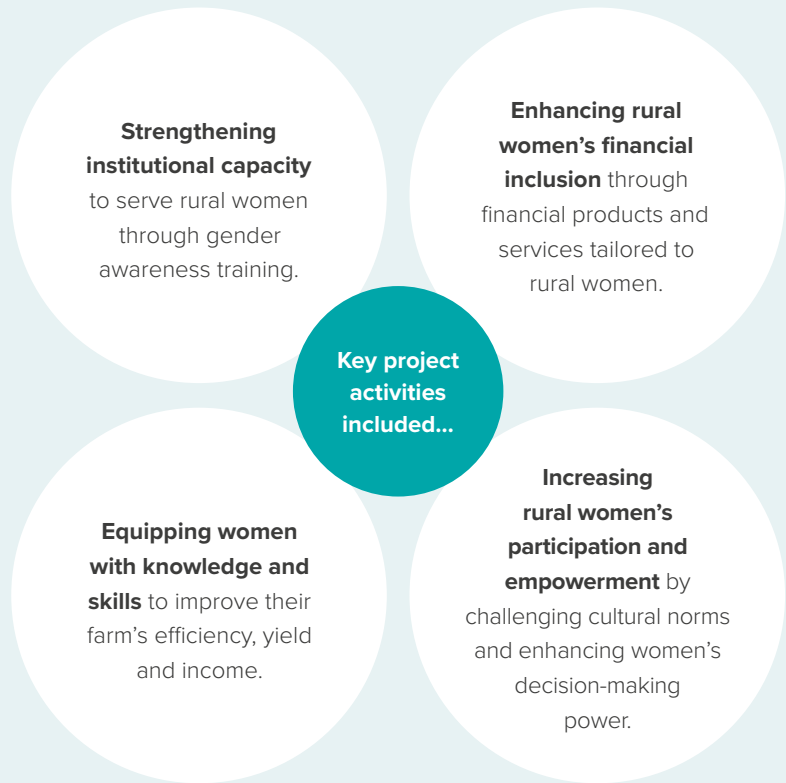 Strengthening
institutional capacity
to serve rural women
through gender
awareness training.
Enhancing rural
women’s financial
inclusion through
financial products and
services tailored to
rural women.
Key project
activities
included...
Equipping women
with knowledge and
skills to improve their
farm’s efficiency, yield
and income.
Increasing
rural women’s
participation and
empowerment by
challenging cultural norms
and enhancing women’s
decision-making
power.